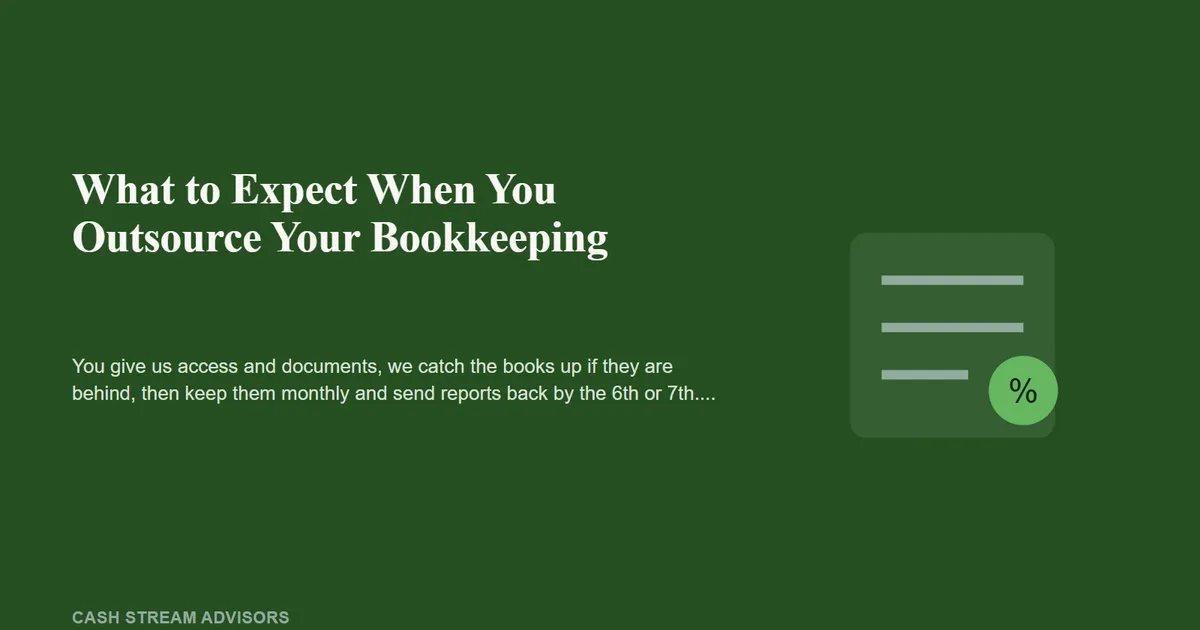 What to Expect When You
Outsource Your Bookkeeping
You give us access and documents, we catch the books up if they are
behind, then keep them monthly and send reports back by the 6th or 7th....
%
CASH STREAM ADVISORS